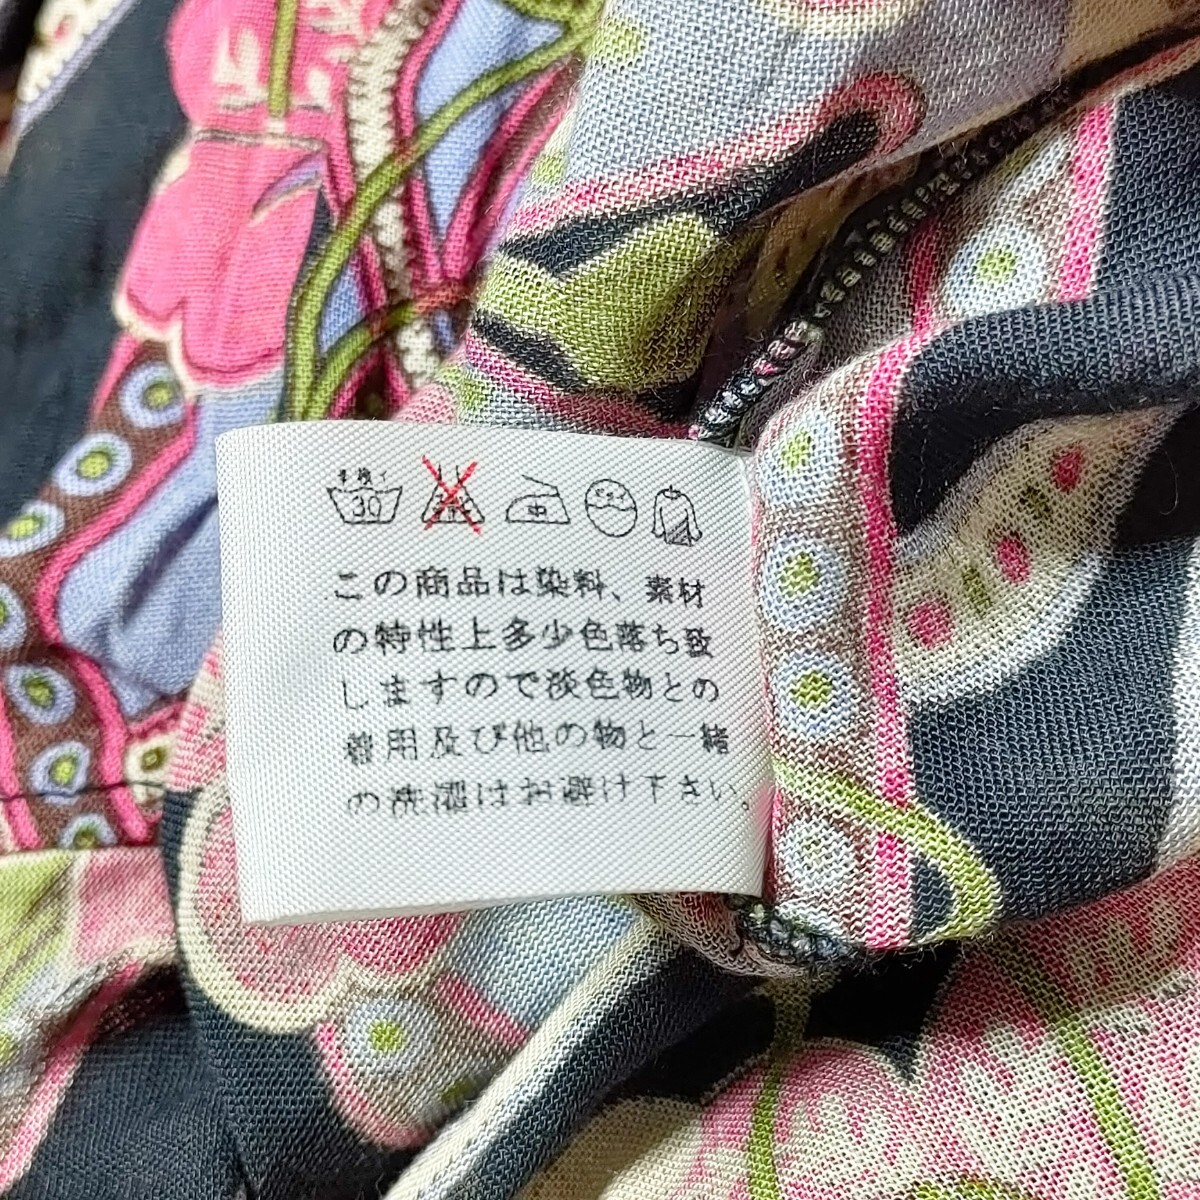 手洗イ
30
中
この商品は染料、素材
の特性上多少色落ち致
しますので淡色物との
着用及び他の物と一緒
の洗濯はお避け下さい。